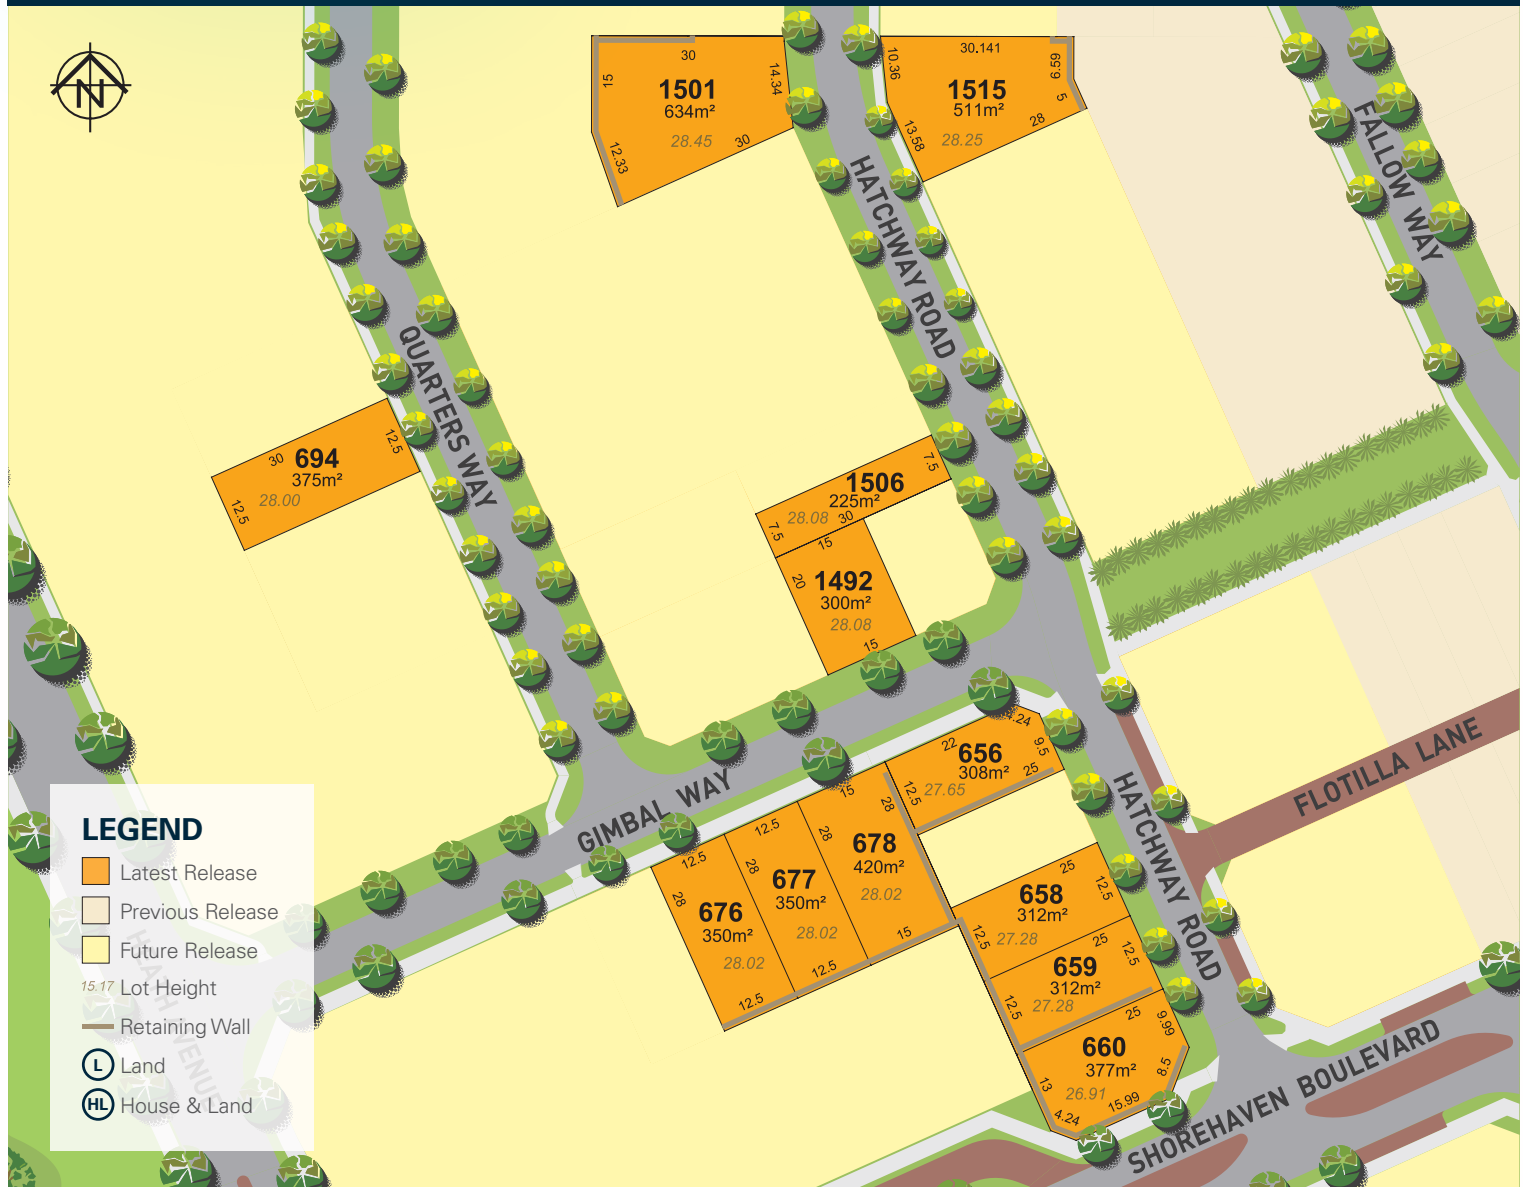 N
30
15
1501
634m²
14.34
28.45
30
12.33
10.36
30.141
6.59
1515
511m²
5
28
13.58
28.25
FALLOW WAY
HATCHWAY ROAD
QUARTERS WAY
30
694
375m²
12.5
28.00
12.5
7.5
1506
225m²
28.08
30
7.5
15
20
1492
300m²
28.08
15
4.24
22
656
308m²
9.5
25
27.65
12.5
FLOTILLA LANE
GIMBAL WAY
HATCHWAY ROAD
15
28
12.5
28
678
420m²
28.02
15
12.5
28
677
350m²
28.02
12.5
28
676
350m²
28.02
12.5
25
12.5
658
312m²
27.28
12.5
25
12.5
659
312m²
27.28
12.5
25
9.99
660
377m²
8.5
13
26.91
15.99
4.24
SHOREHAVEN BOULEVARD
LEGEND
Latest Release
Previous Release
Future Release
15.17 Lot Height
Retaining Wall
L Land
HL House & Land